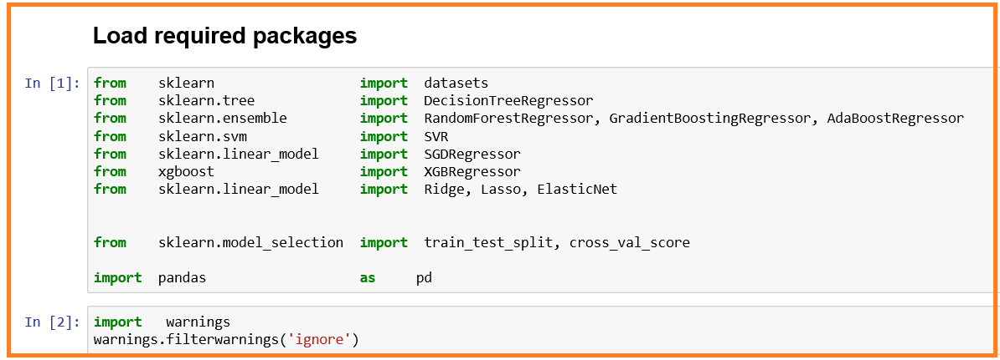 Load required packages
In [1]: from sklearn import datasets
from sklearn.tree import DecisionTreeRegressor
from sklearn.ensemble import RandomForestRegressor, GradientBoostingRegressor, AdaBoostRegressor
from sklearn.svm import SVR
from sklearn.linear_model import SGDRegressor
from xgboost import XGBRegressor
from sklearn.linear_model import Ridge, Lasso, ElasticNet
from sklearn.model_selection import train_test_split, cross_val_score
import pandas as pd
In [2]: import warnings
warnings.filterwarnings('ignore')